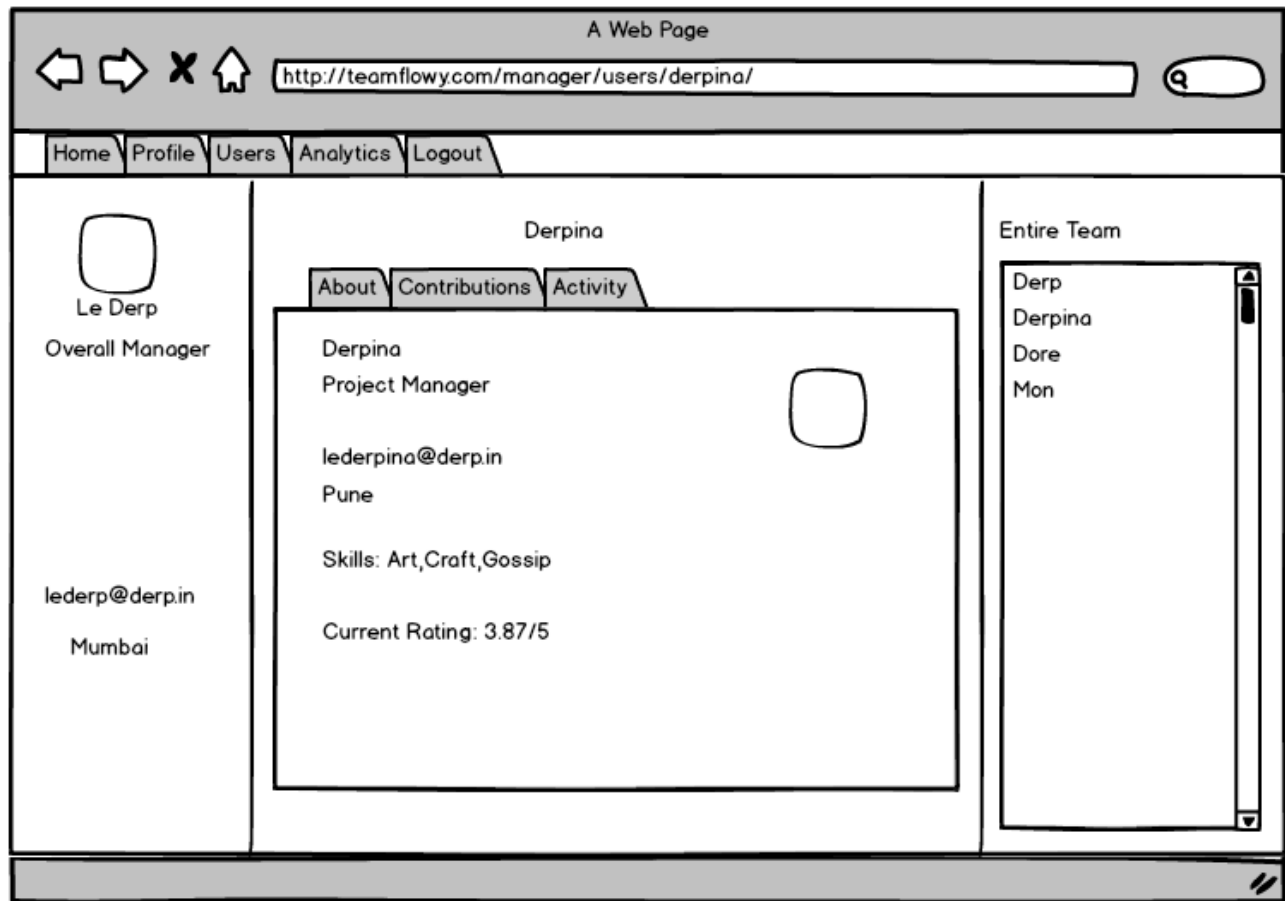 A Web Page
http://teamflowy.com/manager/users/derpina/
Home Profile Users Analytics Logout
Le Derp
Overall Manager
lederp@derp.in
Mumbai
Derpina
About Contributions Activity
Derpina
Project Manager
lederpina@derp.in
Pune
Skills: Art,Craft,Gossip
Current Rating: 3.87/5
Entire Team
Derp
Derpina
Dore
Mon